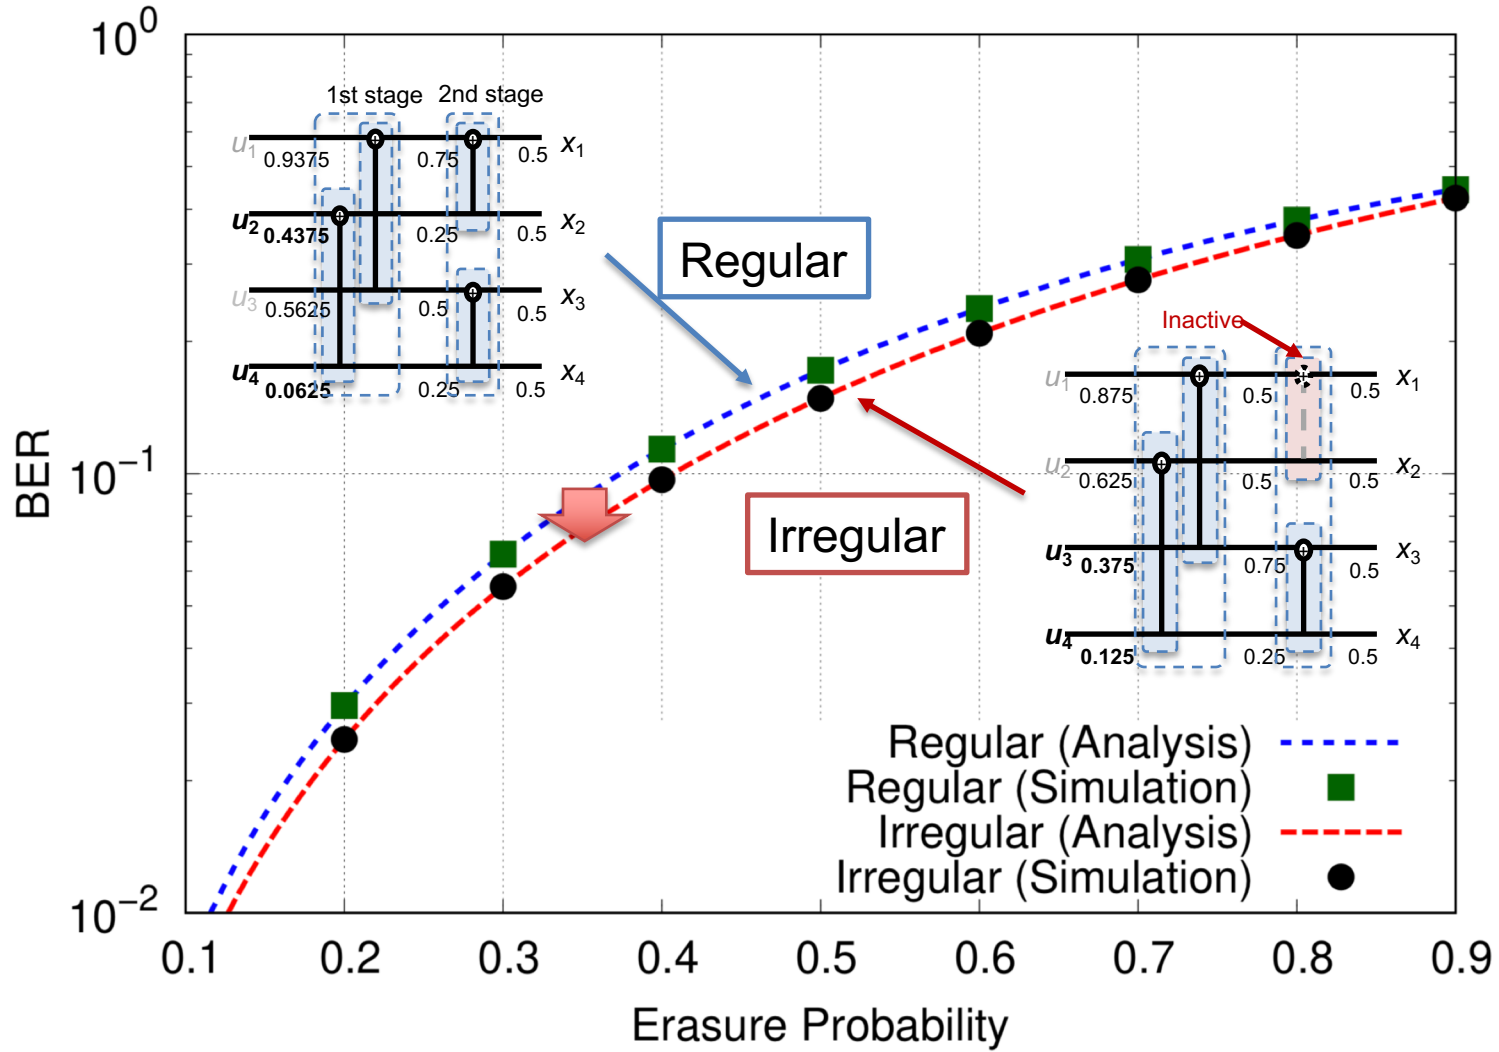 10⁰
10⁻¹
10⁻²
BER
1st stage 2nd stage
u₁ 0.9375 0.75 0.5 x₁
u₂ 0.4375 0.25 0.5 x₂
u₃ 0.5625 0.5 0.5 x₃
u₄ 0.0625 0.25 0.5 x₄
Regular
Irregular
Inactive
u₁ 0.875 0.5 0.5 x₁
u₂ 0.625 0.5 0.5 x₂
u₃ 0.375 0.75 0.5 x₃
u₄ 0.125 0.25 0.5 x₄
Regular (Analysis)
Regular (Simulation)
Irregular (Analysis)
Irregular (Simulation)
0.1 0.2 0.3 0.4 0.5 0.6 0.7 0.8 0.9
Erasure Probability